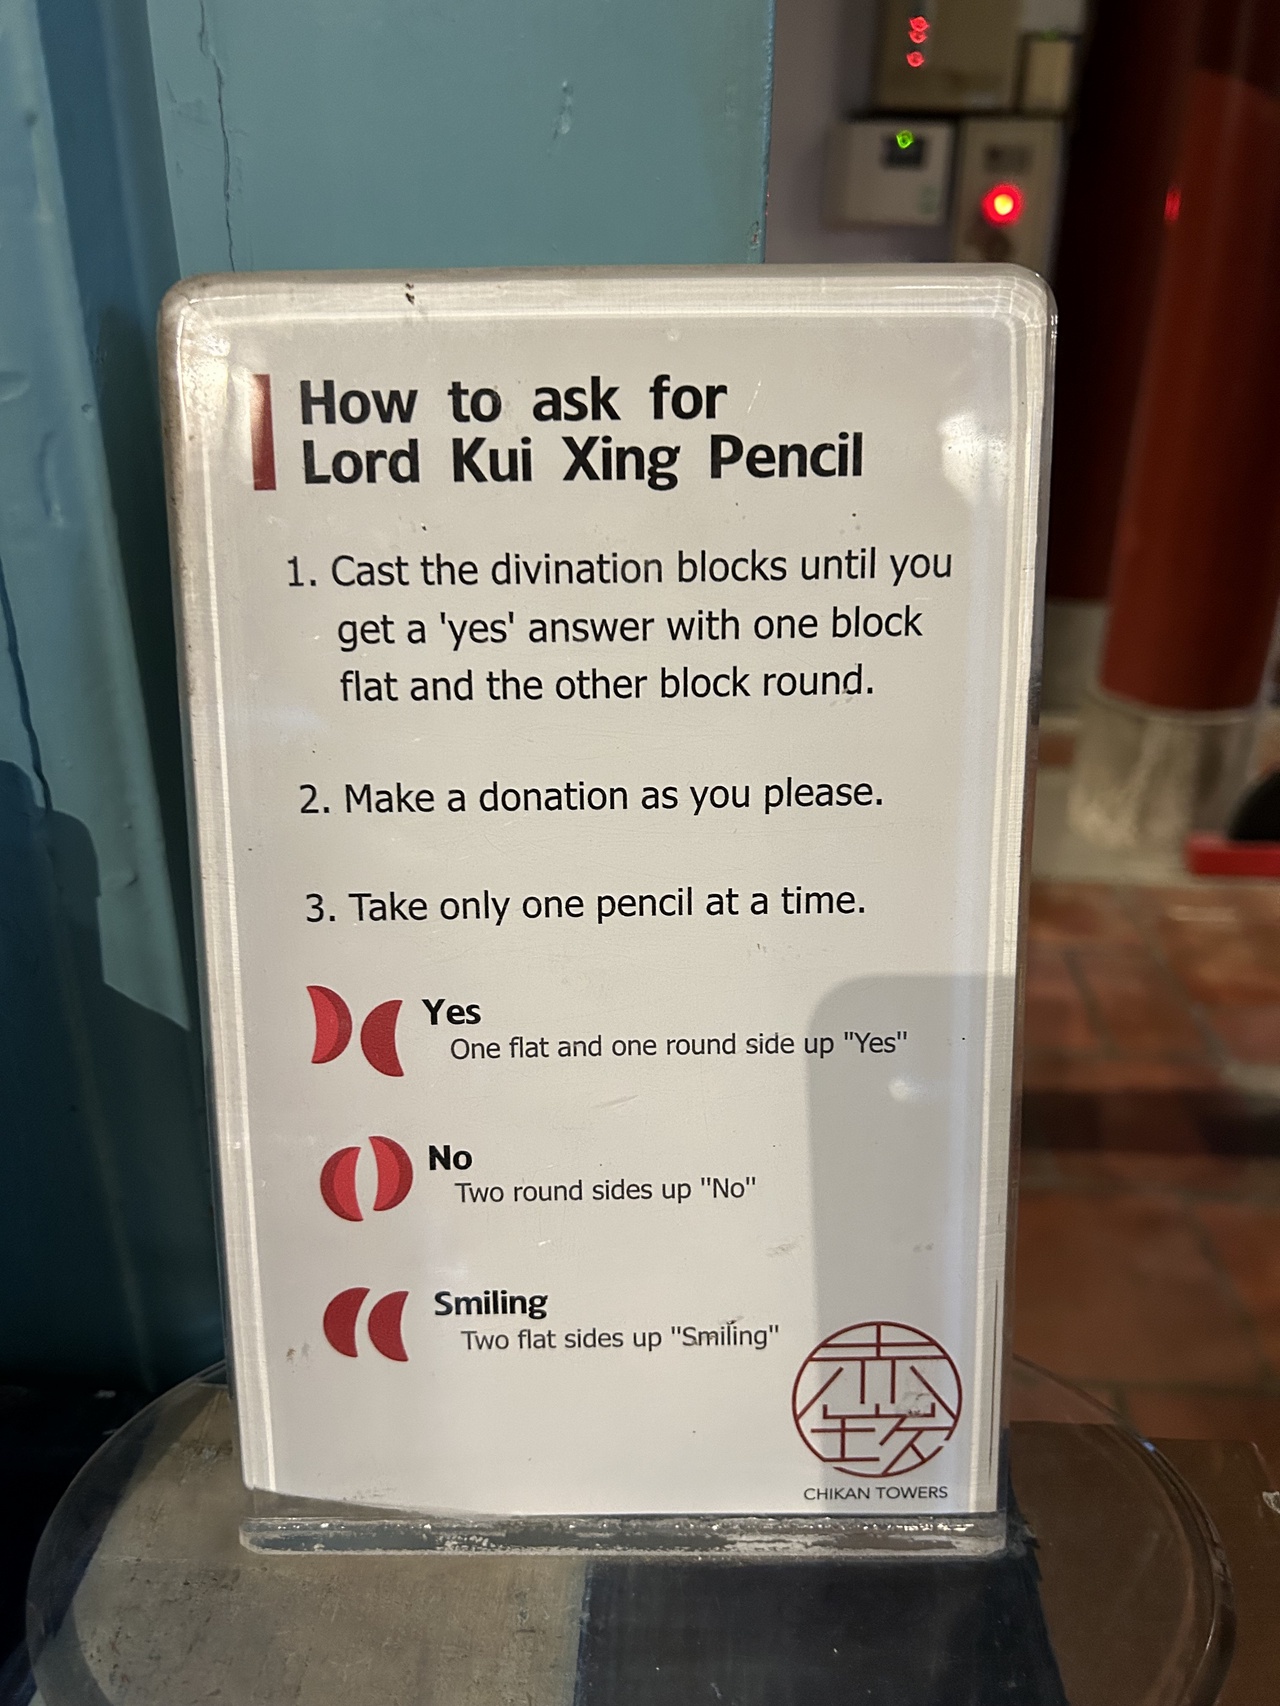 How to ask for
Lord Kui Xing Pencil
1. Cast the divination blocks until you
get a 'yes' answer with one block
flat and the other block round.
2. Make a donation as you please.
3. Take only one pencil at a time.
Yes
One flat and one round side up "Yes"
No
Two round sides up "No"
Smiling
Two flat sides up "Smiling"
CHIKAN TOWERS